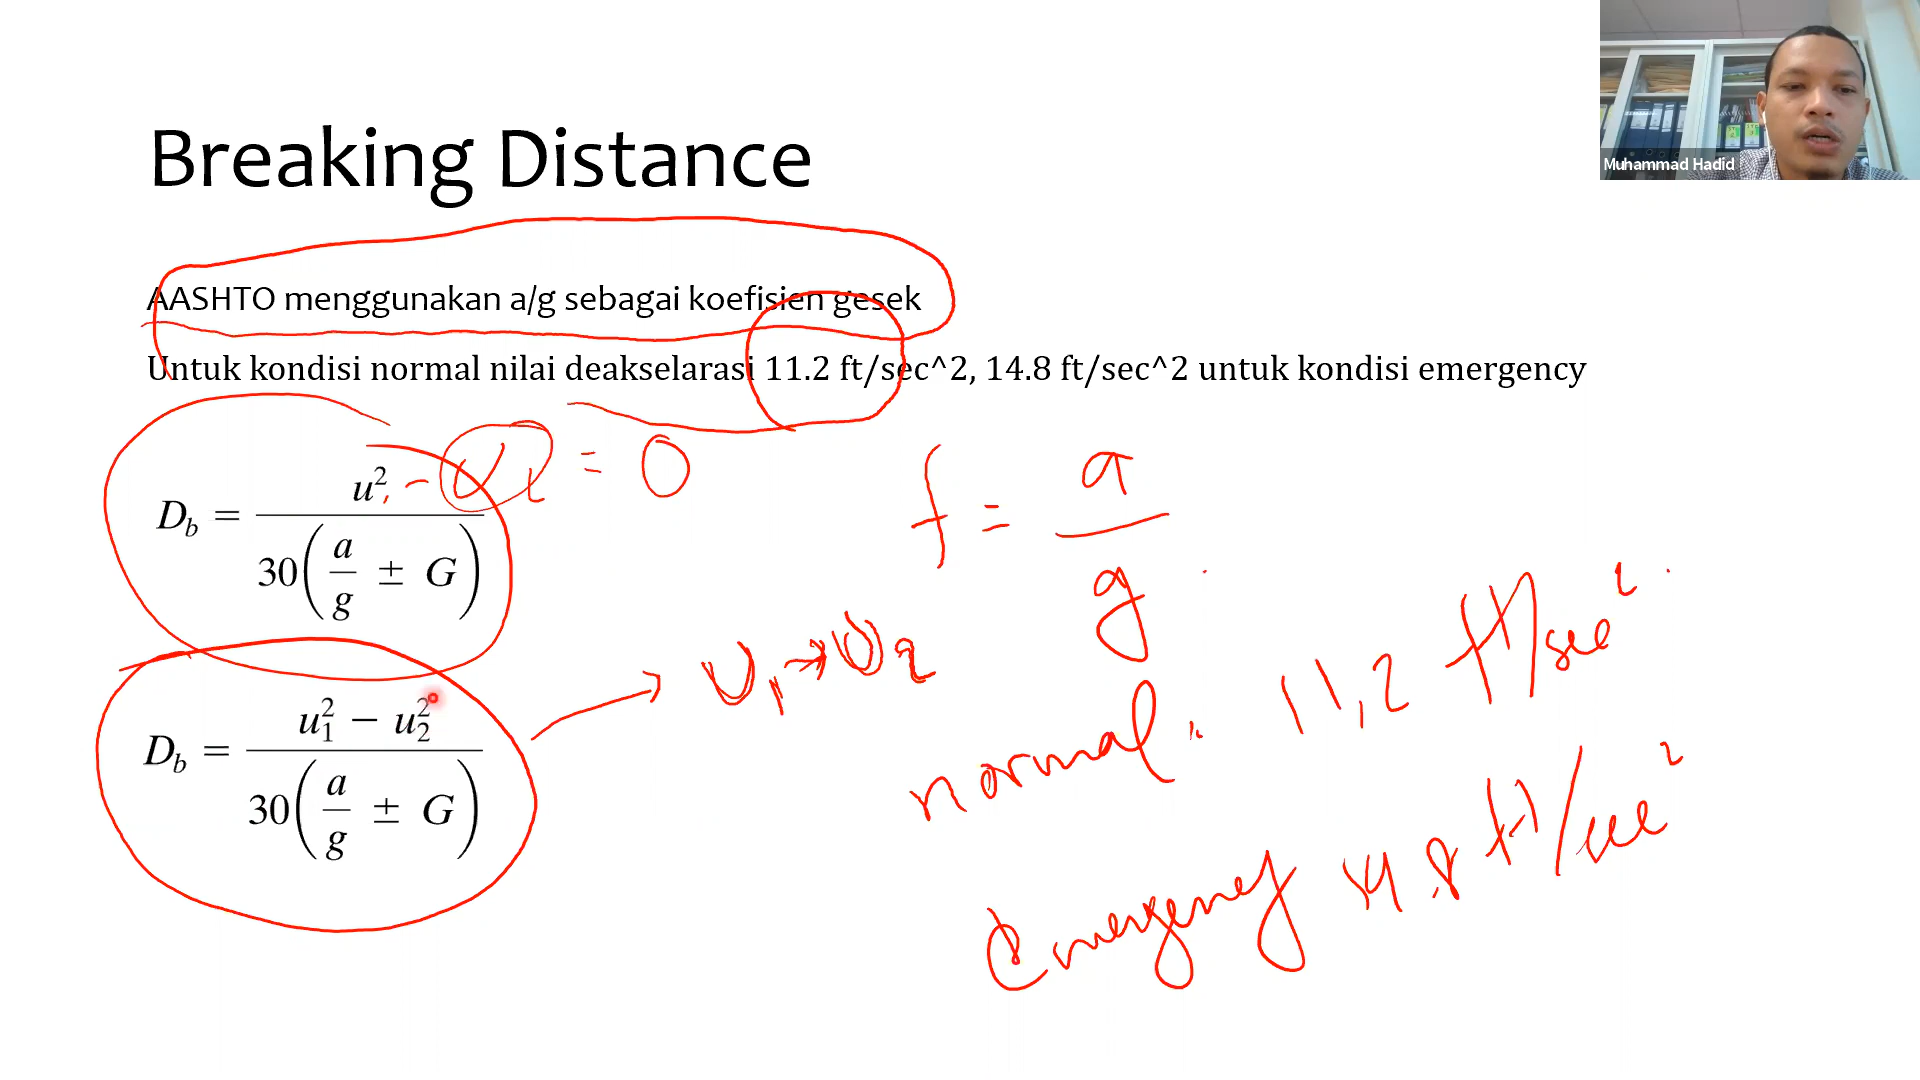 Muhammad Hadid
Breaking Distance
AASHTO menggunakan a/g sebagai koefisien gesek
Untuk kondisi normal nilai deakselarasi 11.2 ft/sec^2, 14.8 ft/sec^2 untuk kondisi emergency
D_b = u^2 / 30(a/g ± G)
- u_2 = 0
f = a/g
D_b = u_1^2 - u_2^2 / 30(a/g ± G)
U_1 → U_2
normal : 11,2 ft/sec^2
Emergency 14.8 ft/sec^2